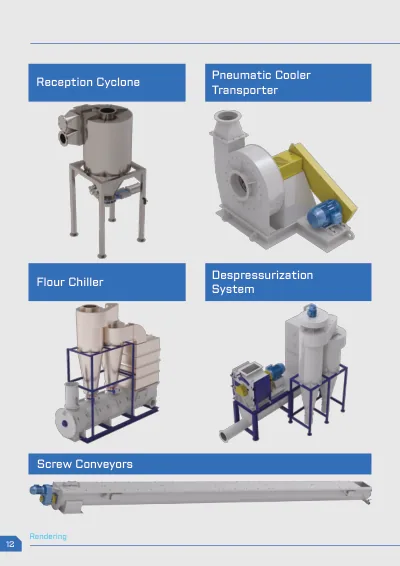 Reception Cyclone
Pneumatic Cooler
Transporter
Flour Chiller
Despressurization
System
Screw Conveyors
Rendering
12